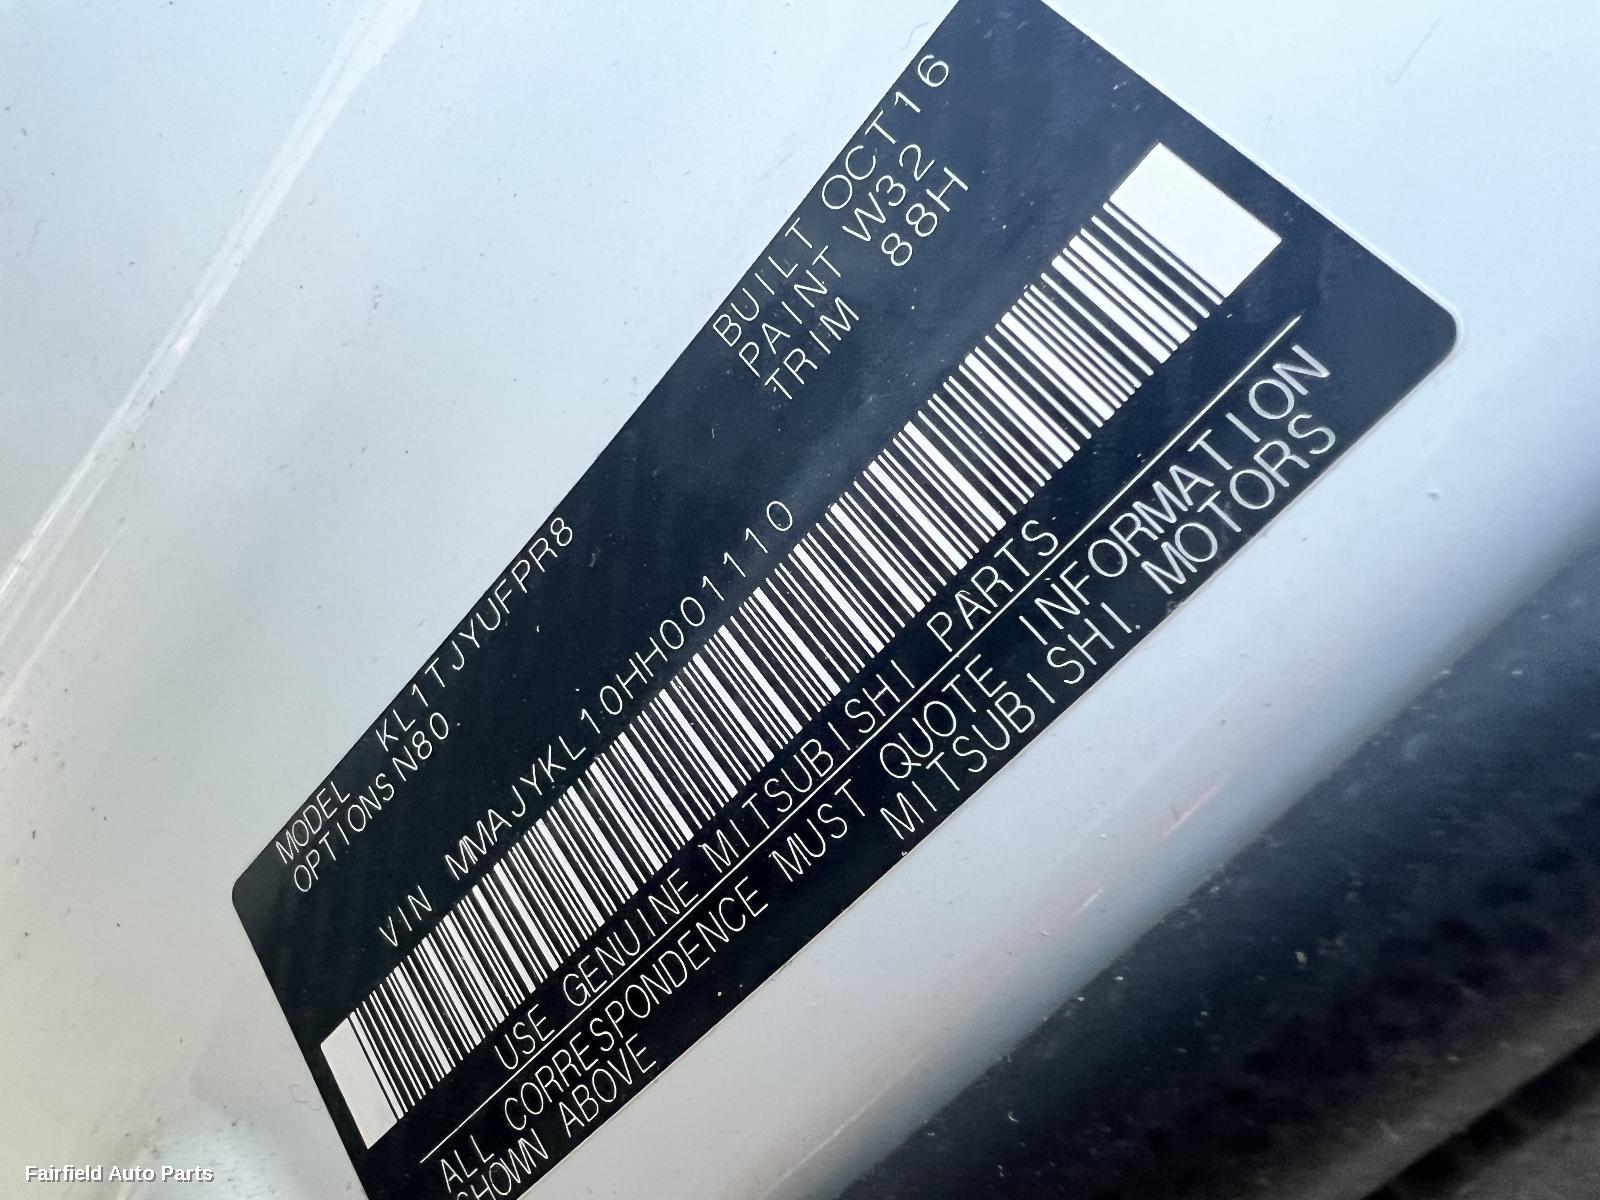 MODEL KL1TJYUFPR8
OPTIONS N80
BUILT OCT16
PAINT W32
TRIM 88H
VIN MMAJYKL10HH001110
USE GENUINE MITSUBISHI PARTS
ALL CORRESPONDENCE MUST QUOTE INFORMATION
SHOWN ABOVE MITSUBISHI MOTORS
Fairfield Auto Parts